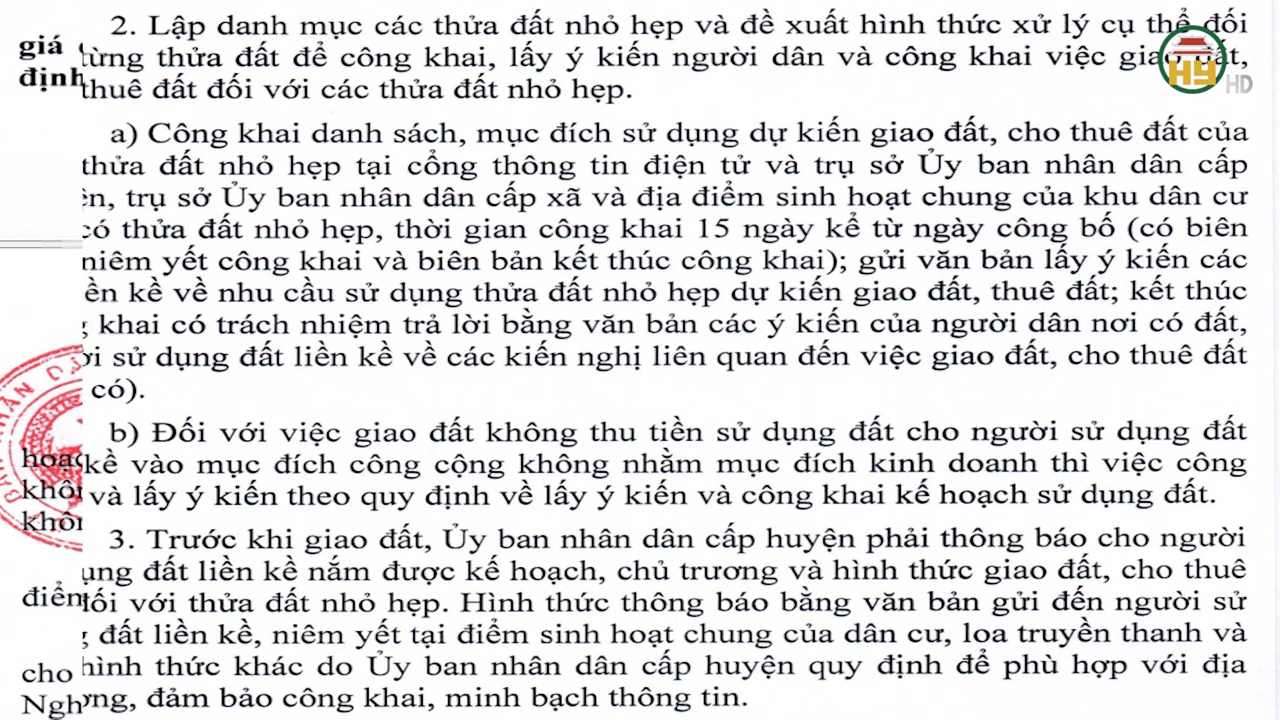 2. Lập danh mục các thửa đất nhỏ hẹp và đề xuất hình thức xử lý cụ thể đối
giá
từng thửa đất để công khai, lấy ý kiến người dân và công khai việc giao đất,
định
thuê đất đối với các thửa đất nhỏ hẹp.
HY HD
a) Công khai danh sách, mục đích sử dụng dự kiến giao đất, cho thuê đất của
thửa đất nhỏ hẹp tại cổng thông tin điện tử và trụ sở Ủy ban nhân dân cấp
trụ sở Ủy ban nhân dân cấp xã và địa điểm sinh hoạt chung của khu dân cư
có thửa đất nhỏ hẹp, thời gian công khai 15 ngày kể từ ngày công bố (có biên
niêm yết công khai và biên bản kết thúc công khai); gửi văn bản lấy ý kiến các
kề về nhu cầu sử dụng thửa đất nhỏ hẹp dự kiến giao đất, thuê đất; kết thúc
khai có trách nhiệm trả lời bằng văn bản các ý kiến của người dân nơi có đất,
sử dụng đất liền kề về các kiến nghị liên quan đến việc giao đất, cho thuê đất
có).
b) Đối với việc giao đất không thu tiền sử dụng đất cho người sử dụng đất
kề vào mục đích công cộng không nhằm mục đích kinh doanh thì việc công
và lấy ý kiến theo quy định về lấy ý kiến và công khai kế hoạch sử dụng đất.
3. Trước khi giao đất, Ủy ban nhân dân cấp huyện phải thông báo cho người
đất liền kề nắm được kế hoạch, chủ trương và hình thức giao đất, cho thuê
đối với thửa đất nhỏ hẹp. Hình thức thông báo bằng văn bản gửi đến người sử
đất liền kề, niêm yết tại điểm sinh hoạt chung của dân cư, loa truyền thanh và
cho
hình thức khác do Ủy ban nhân dân cấp huyện quy định để phù hợp với địa
Ngh
đảm bảo công khai, minh bạch thông tin.